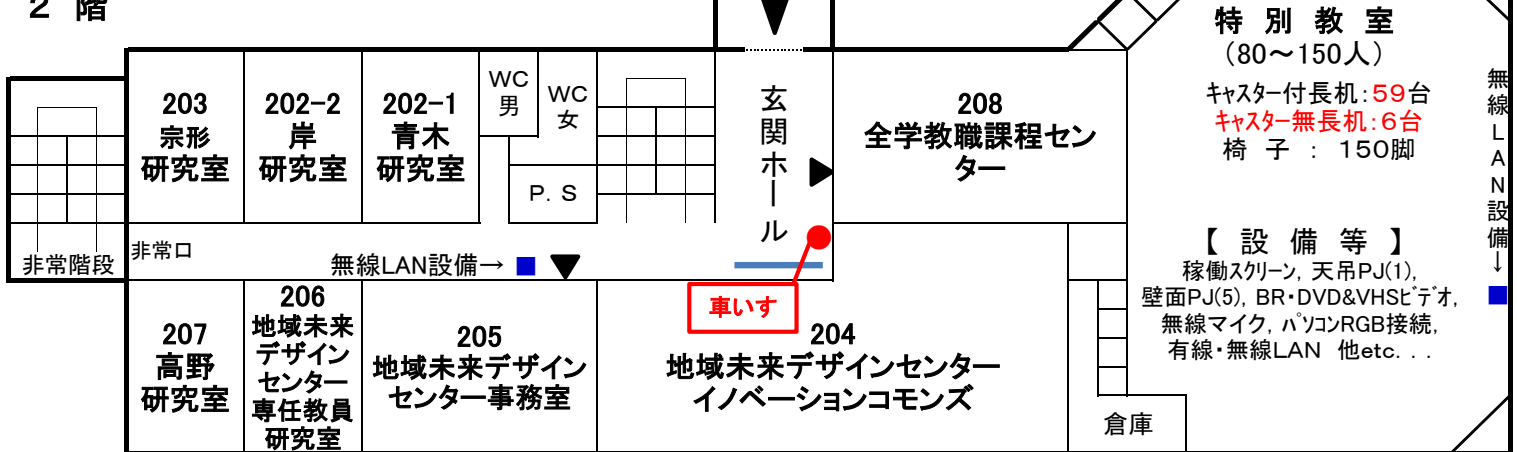 ２ 階
203
宗形
研究室
202-2
岸
研究室
202-1
青木
研究室
WC
男
WC
女
P. S
玄関ホール
208
全学教職課程セン
ター
特 別 教 室
（80～150人）
ｷｬｽﾀｰ付長机：59台
ｷｬｽﾀｰ無長机：6台
椅 子 ： 150脚
【 設 備 等 】
稼働ｽｸﾘｰﾝ, 天吊PJ(1),
壁面PJ(5), BR・DVD&VHSﾋﾞﾃﾞｵ,
無線マイク, ﾊﾟｿｺﾝRGB接続,
有線・無線LAN 他etc. . .
無線LAN設備→
非常階段
非常口
無線LAN設備→
車いす
207
高野
研究室
206
地域未来
デザイン
センター
専任教員
研究室
205
地域未来デザイン
センター事務室
204
地域未来デザインセンター
イノベーションコモンズ
倉庫